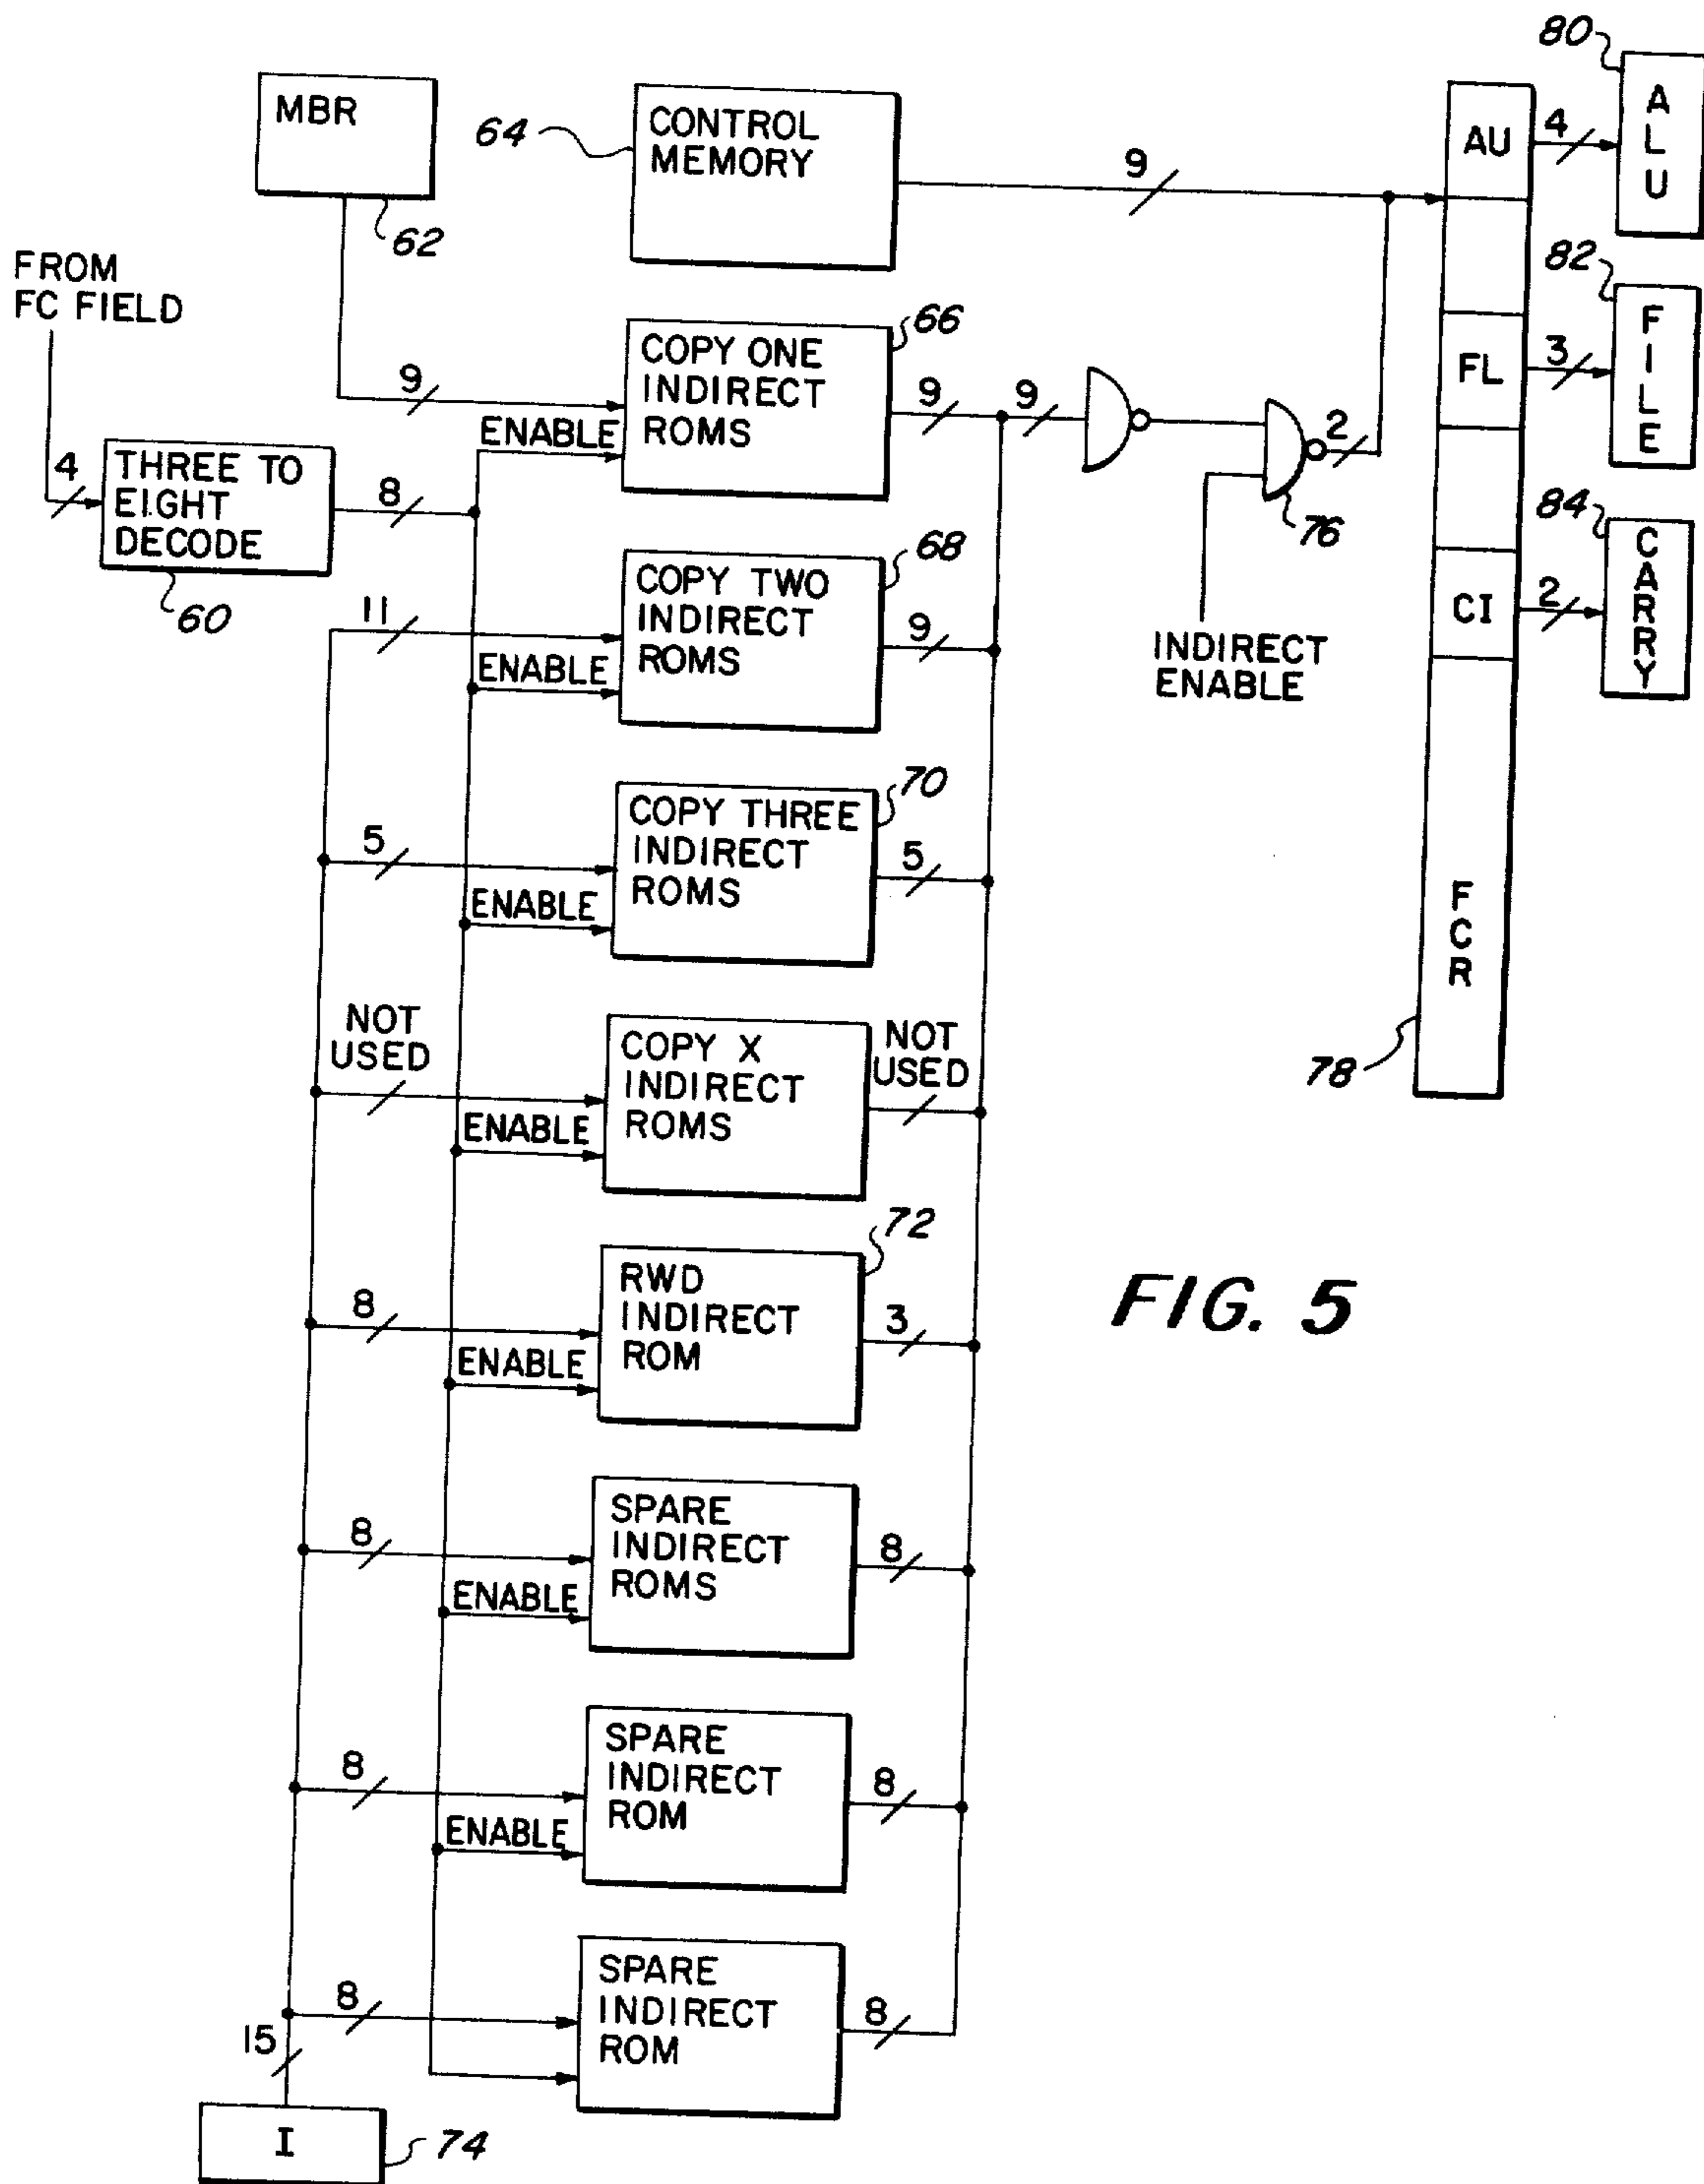 80
MBR
CONTROL
MEMORY
64
9
AU
4
ALU
62
FROM
FC FIELD
82
66
COPY ONE
INDIRECT
ROMS
9
ENABLE
9
9
FL
3
FILE
4
THREE TO
EIGHT
DECODE
8
2
76
60
68
84
COPY TWO
INDIRECT
ROMS
11
ENABLE
9
INDIRECT
ENABLE
CI
2
CARRY
70
COPY THREE
INDIRECT
ROMS
5
ENABLE
5
FCR
78
NOT
USED
COPY X
INDIRECT
ROMS
ENABLE
NOT
USED
72
RWD
INDIRECT
ROM
8
ENABLE
3
FIG. 5
SPARE
INDIRECT
ROMS
8
ENABLE
8
SPARE
INDIRECT
ROM
8
ENABLE
8
SPARE
INDIRECT
ROM
8
8
15
I
74